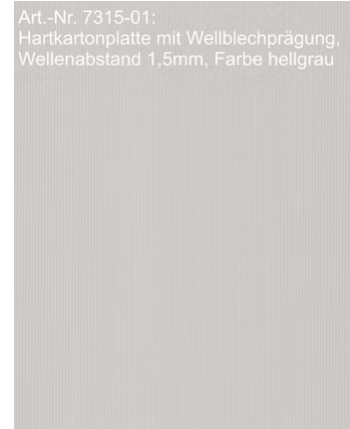 Art.-Nr. 7315-01:
Hartkartonplatte mit Wellblechprägung,
Wellenabstand 1,5mm, Farbe hellgrau